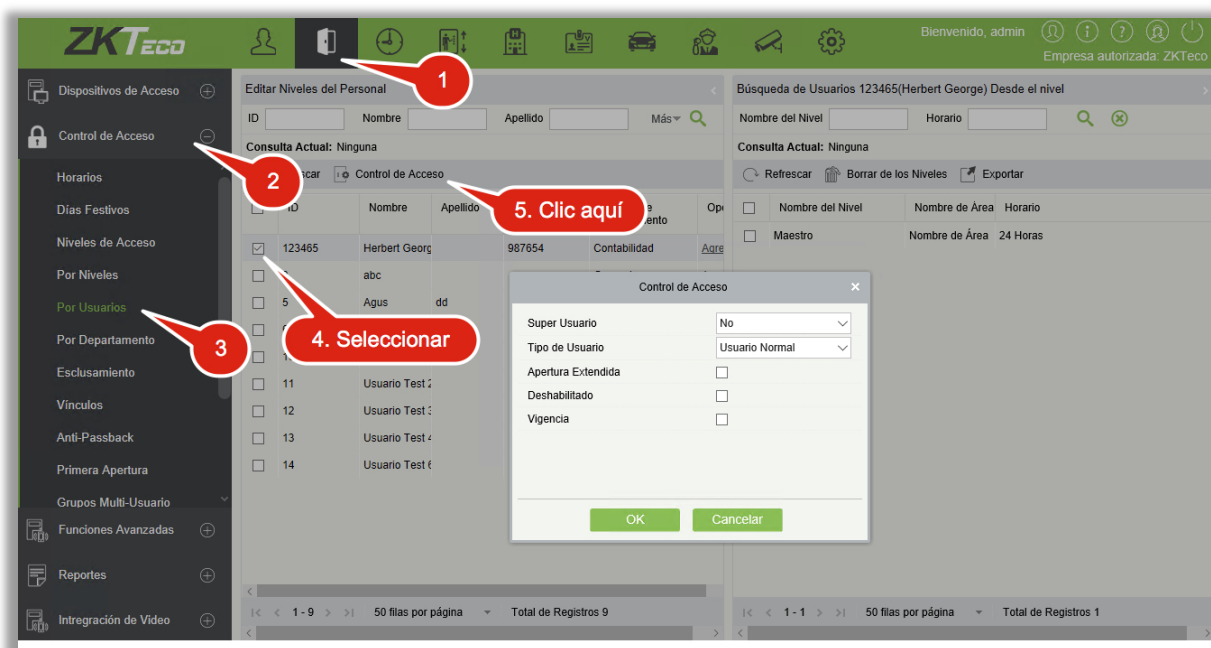 ZKTeco
Bienvenido, admin
Empresa autorizada: ZKTeco
1
Dispositivos de Acceso
Control de Acceso
2
Horarios
Días Festivos
Niveles de Acceso
Por Niveles
Por Usuarios
3
Por Departamento
Esclusamiento
Vínculos
Anti-Passback
Primera Apertura
Grupos Multi-Usuario
Funciones Avanzadas
Reportes
Intregración de Video
Editar Niveles del Personal
ID Nombre Apellido Más
Consulta Actual: Ninguna
scar Control de Acceso
5. Clic aquí
ID Nombre Apellido Ope
123465 Herbert Georg 987654 Contabilidad Agre
abc
5 Agus dd
4. Seleccionar
11 Usuario Test 2
12 Usuario Test 3
13 Usuario Test 4
14 Usuario Test 6
1 - 9 50 filas por página Total de Registros 9
Búsqueda de Usuarios 123465(Herbert George) Desde el nivel
Nombre del Nivel Horario
Consulta Actual: Ninguna
Refrescar Borrar de los Niveles Exportar
Nombre del Nivel Nombre de Área Horario
Maestro Nombre de Área 24 Horas
1 - 1 50 filas por página Total de Registros 1
Control de Acceso
Super Usuario No
Tipo de Usuario Usuario Normal
Apertura Extendida
Deshabilitado
Vigencia
OK Cancelar